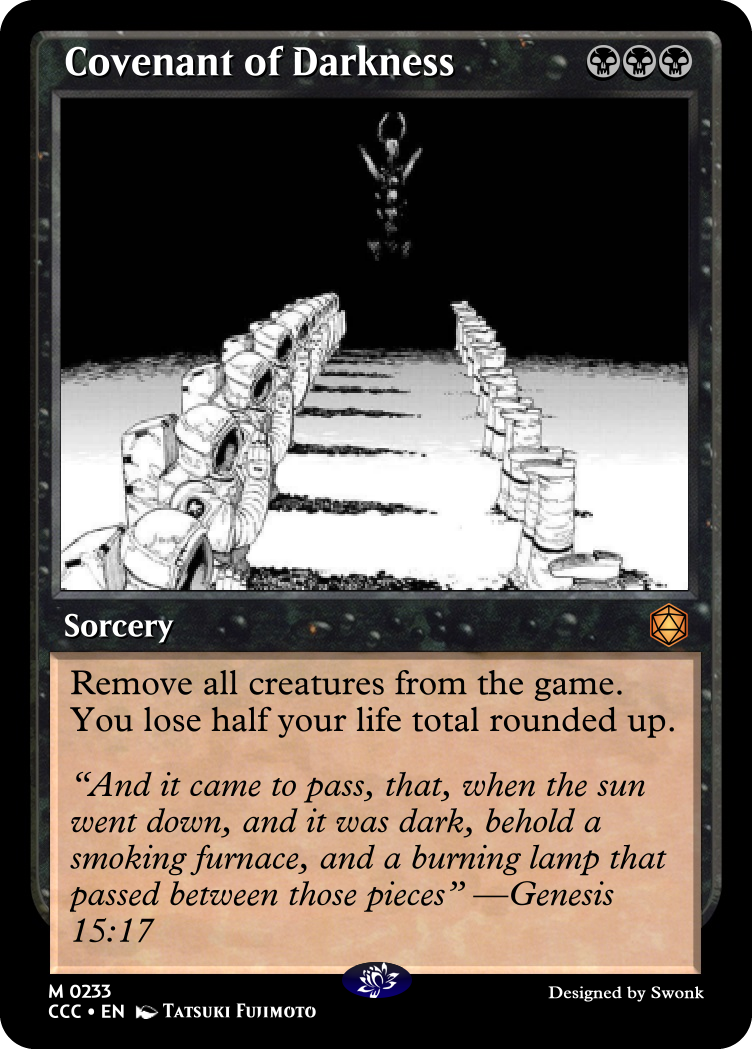 Covenant of Darkness
Sorcery
Remove all creatures from the game.
You lose half your life total rounded up.
“And it came to pass, that, when the sun
went down, and it was dark, behold a
smoking furnace, and a burning lamp that
passed between those pieces” —Genesis
15:17
M 0233
CCC • EN TATSUKI FUJIMOTO
Designed by Swonk